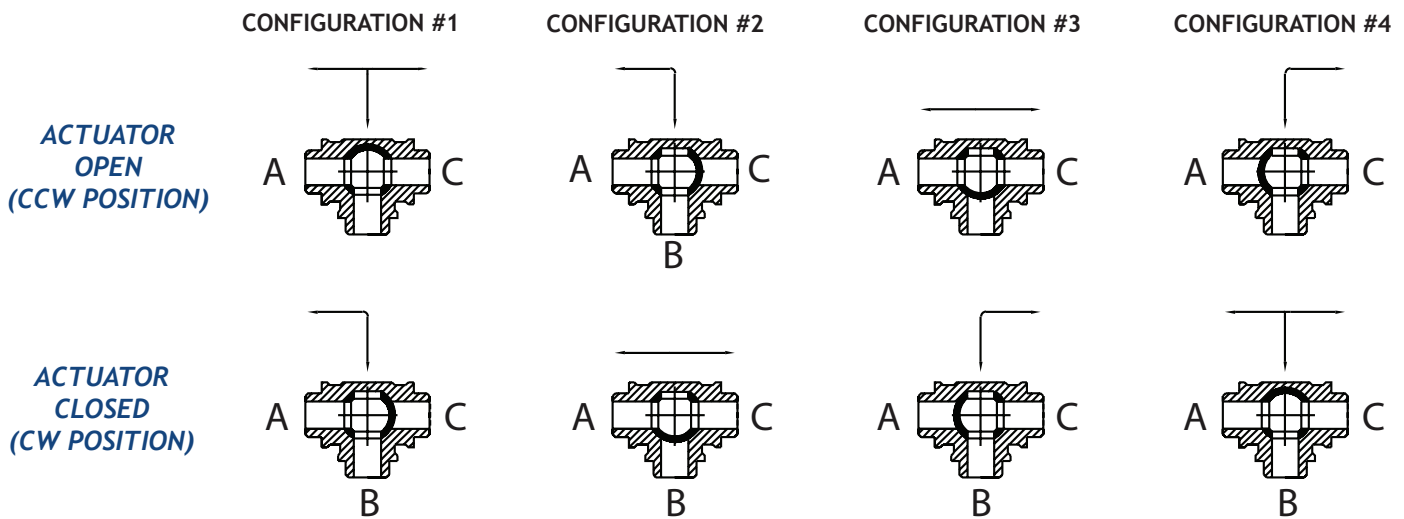 CONFIGURATION #1 CONFIGURATION #2 CONFIGURATION #3 CONFIGURATION #4
ACTUATOR
OPEN
(CCW POSITION)
A C A C A C A C
B
ACTUATOR
CLOSED
(CW POSITION)
A C A C A C A C
B B B B